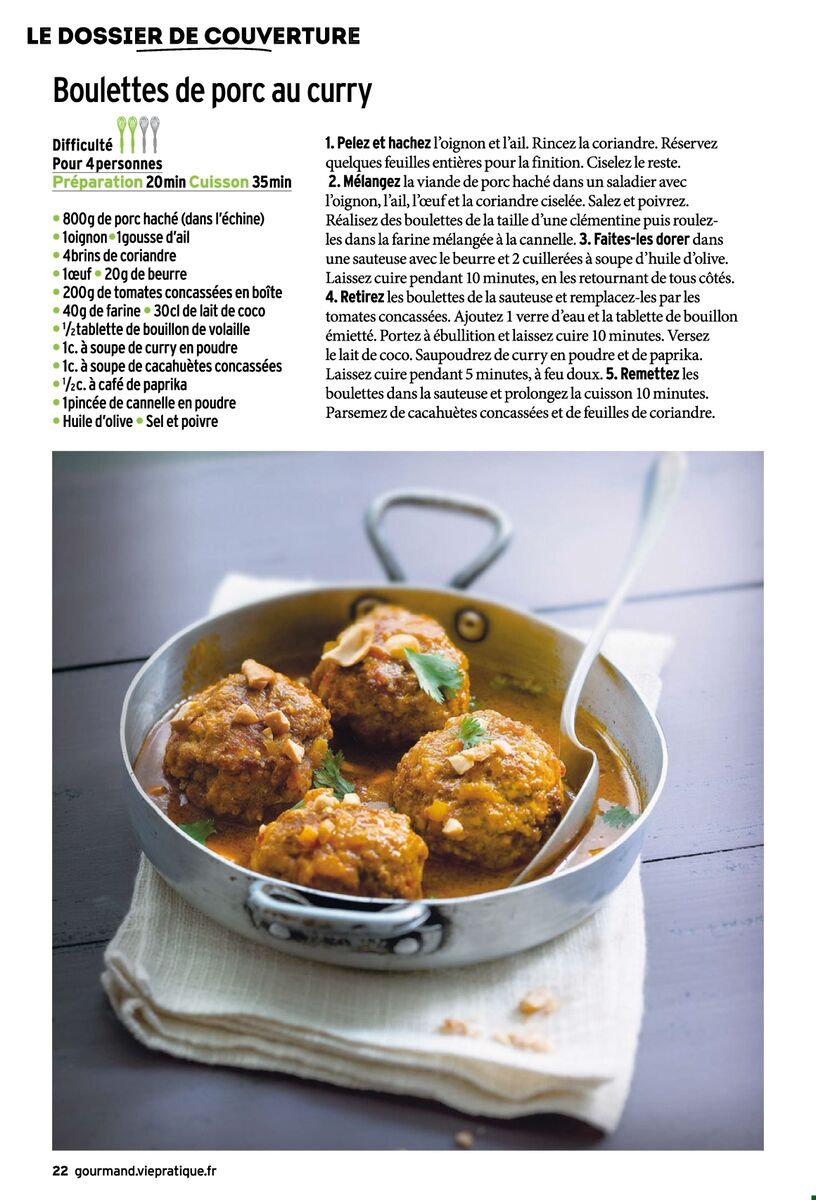 LE DOSSIER DE COUVERTURE
Boulettes de porc au curry
Difficulté
Pour 4 personnes
Préparation 20 min Cuisson 35 min
• 800 g de porc haché (dans l’échine)
• 1 oignon • 1 gousse d’ail
• 4 brins de coriandre
• 1 œuf • 20 g de beurre
• 200 g de tomates concassées en boîte
• 40 g de farine • 30 cl de lait de coco
• 1/2 tablette de bouillon de volaille
• 1 c. à soupe de curry en poudre
• 1 c. à soupe de cacahuètes concassées
• 1/2 c. à café de paprika
• 1 pincée de cannelle en poudre
• Huile d’olive • Sel et poivre
1. Pelez et hachez l’oignon et l’ail. Rincez la coriandre. Réservez
quelques feuilles entières pour la finition. Ciselez le reste.
2. Mélangez la viande de porc haché dans un saladier avec
l’oignon, l’ail, l’œuf et la coriandre ciselée. Salez et poivrez.
Réalisez des boulettes de la taille d’une clémentine puis roulez-
les dans la farine mélangée à la cannelle. 3. Faites-les dorer dans
une sauteuse avec le beurre et 2 cuillerées à soupe d’huile d’olive.
Laissez cuire pendant 10 minutes, en les retournant de tous côtés.
4. Retirez les boulettes de la sauteuse et remplacez-les par les
tomates concassées. Ajoutez 1 verre d’eau et la tablette de bouillon
émietté. Portez à ébullition et laissez cuire 10 minutes. Versez
le lait de coco. Saupoudrez de curry en poudre et de paprika.
Laissez cuire pendant 5 minutes, à feu doux. 5. Remettez les
boulettes dans la sauteuse et prolongez la cuisson 10 minutes.
Parsemez de cacahuètes concassées et de feuilles de coriandre.
22 gourmand.viepratique.fr